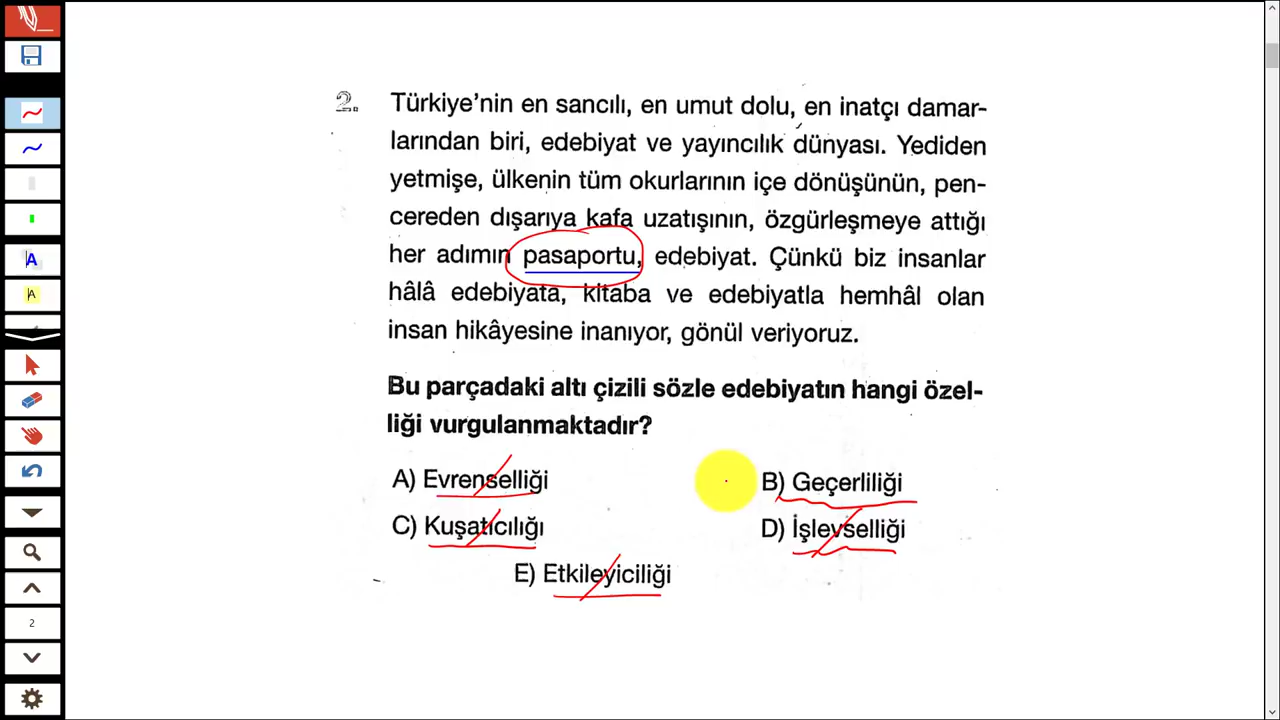 2. Türkiye'nin en sancılı, en umut dolu, en inatçı damar-
larından biri, edebiyat ve yayıncılık dünyası. Yediden
yetmişe, ülkenin tüm okurlarının içe dönüşünün, pen-
cereden dışarıya kafa uzatışının, özgürleşmeye attığı
her adımın pasaportu, edebiyat. Çünkü biz insanlar
hâlâ edebiyata, kitaba ve edebiyatla hemhâl olan
insan hikâyesine inanıyor, gönül veriyoruz.
Bu parçadaki altı çizili sözle edebiyatın hangi özel-
liği vurgulanmaktadır?
A) Evrenselliği
B) Geçerliliği
C) Kuşatıcılığı
D) İşlevselliği
E) Etkileyiciliği
A
A
2